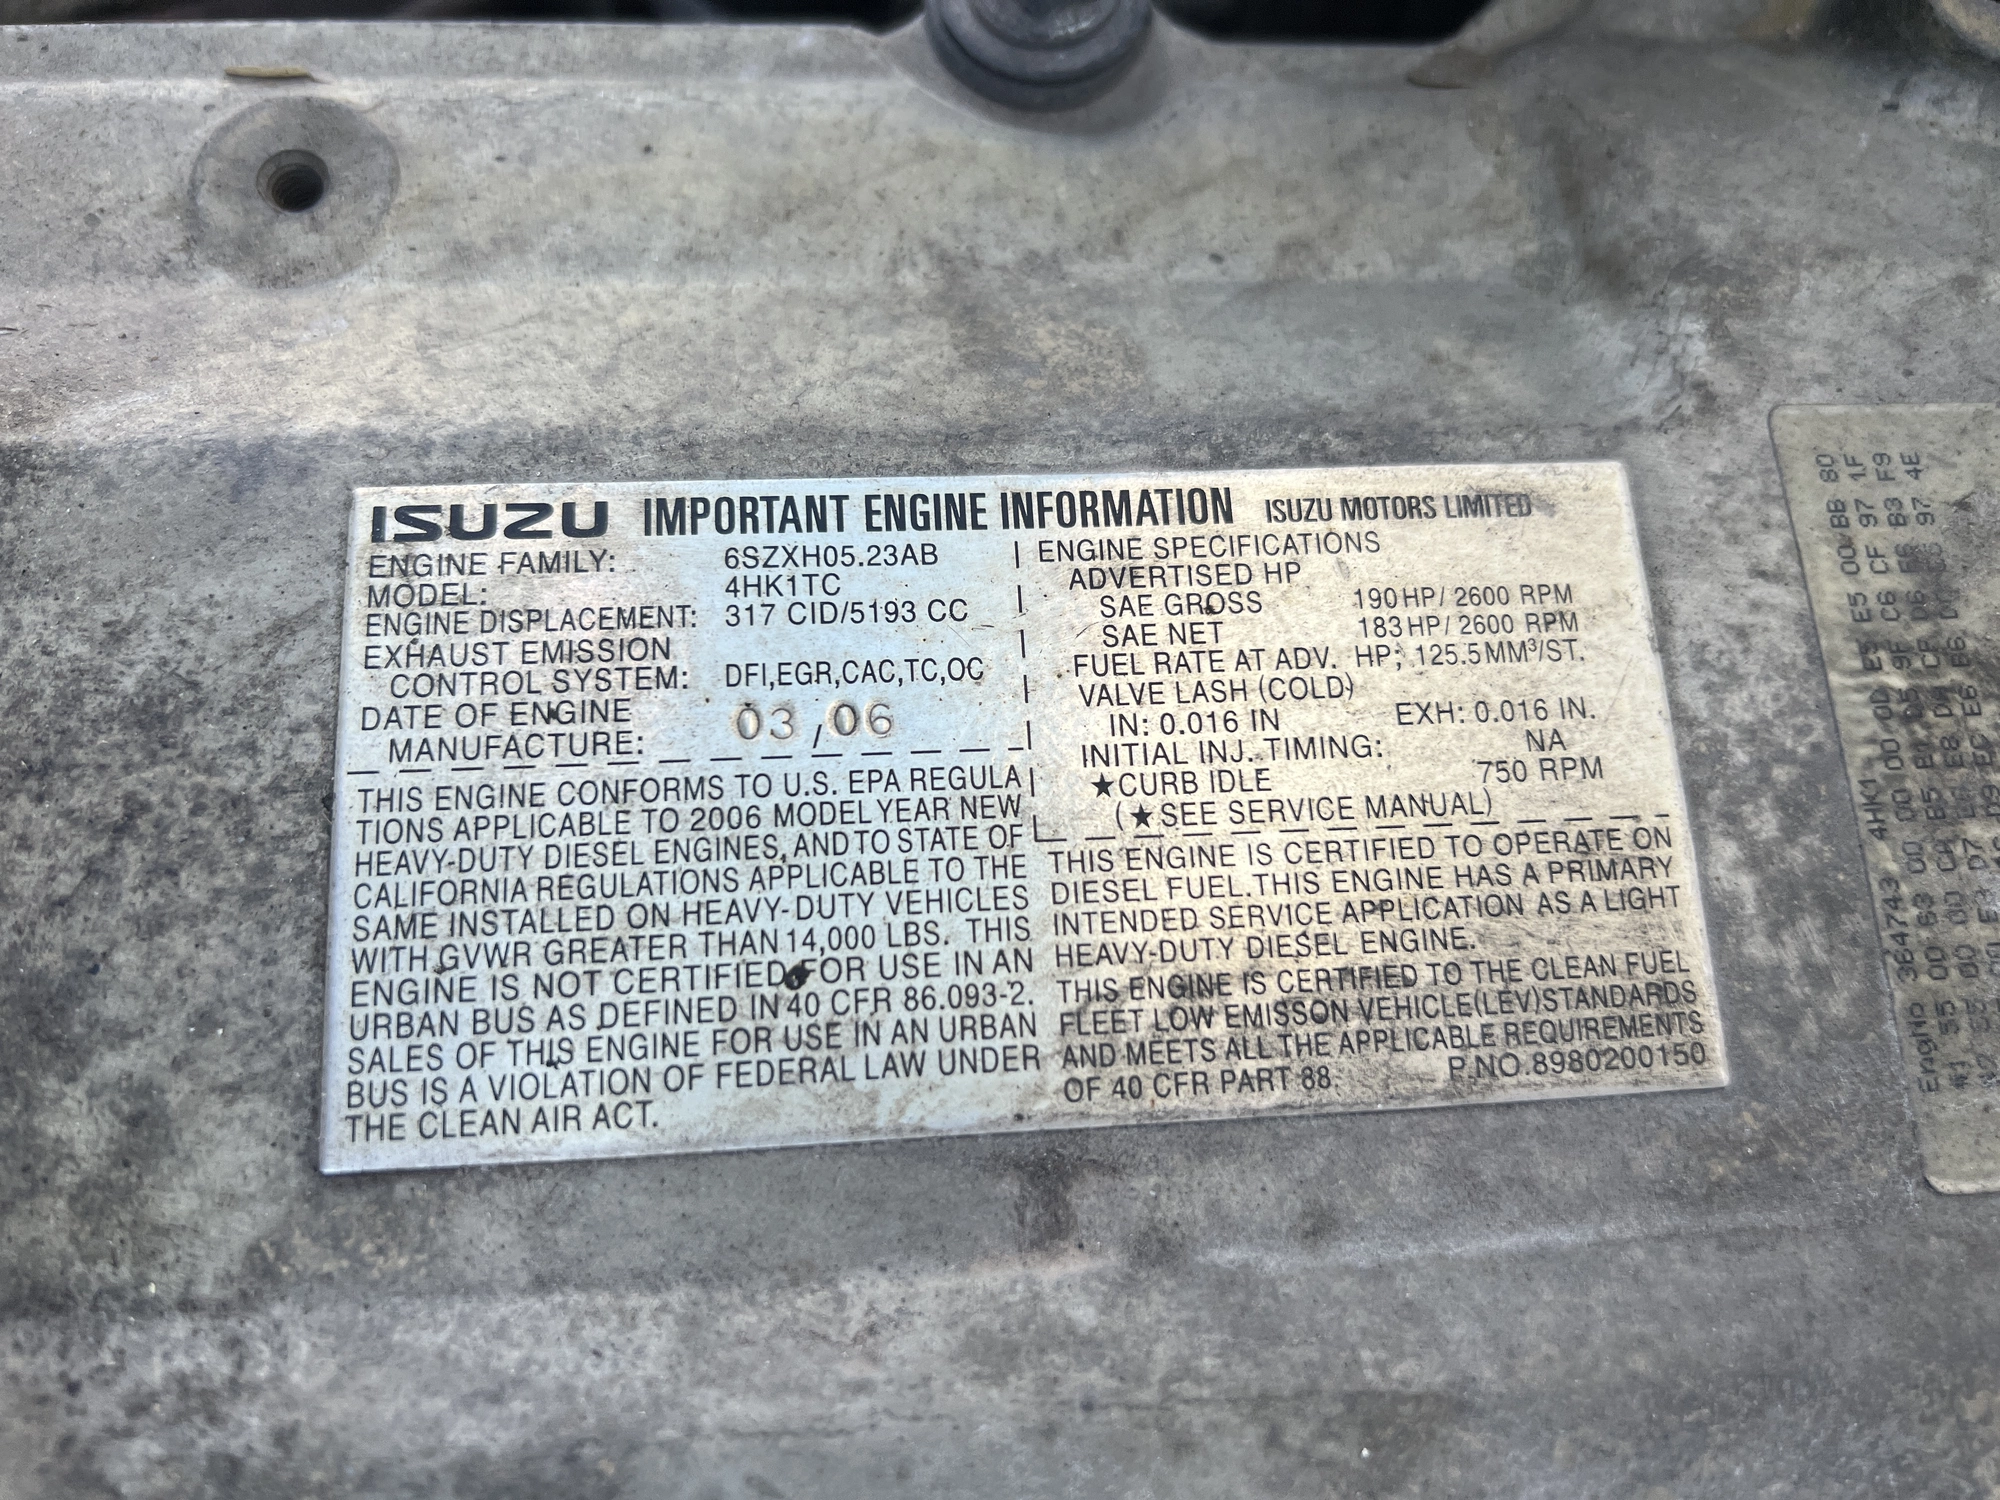 ISUZU IMPORTANT ENGINE INFORMATION ISUZU MOTORS LIMITED
ENGINE FAMILY: 6SZXH05.23AB
MODEL: 4HK1TC
ENGINE DISPLACEMENT: 317 CID/5193 CC
EXHAUST EMISSION
CONTROL SYSTEM: DFI,EGR,CAC,TC,OC
DATE OF ENGINE
MANUFACTURE: 03/06
THIS ENGINE CONFORMS TO U.S. EPA REGULA
TIONS APPLICABLE TO 2006 MODEL YEAR NEW
HEAVY-DUTY DIESEL ENGINES, AND TO STATE OF
CALIFORNIA REGULATIONS APPLICABLE TO THE
SAME INSTALLED ON HEAVY-DUTY VEHICLES
WITH GVWR GREATER THAN 14,000 LBS. THIS
ENGINE IS NOT CERTIFIED FOR USE IN AN
URBAN BUS AS DEFINED IN 40 CFR 86.093-2.
SALES OF THIS ENGINE FOR USE IN AN URBAN
BUS IS A VIOLATION OF FEDERAL LAW UNDER
THE CLEAN AIR ACT.
ENGINE SPECIFICATIONS
ADVERTISED HP
SAE GROSS 190 HP/ 2600 RPM
SAE NET 183 HP/ 2600 RPM
FUEL RATE AT ADV. HP; 125.5MM³/ST.
VALVE LASH (COLD)
IN: 0.016 IN EXH: 0.016 IN.
INITIAL INJ. TIMING: NA
★CURB IDLE 750 RPM
(★SEE SERVICE MANUAL)
THIS ENGINE IS CERTIFIED TO OPERATE ON
DIESEL FUEL.THIS ENGINE HAS A PRIMARY
INTENDED SERVICE APPLICATION AS A LIGHT
HEAVY-DUTY DIESEL ENGINE.
THIS ENGINE IS CERTIFIED TO THE CLEAN FUEL
FLEET LOW EMISSON VEHICLE(LEV)STANDARDS
AND MEETS ALL THE APPLICABLE REQUIREMENTS
OF 40 CFR PART 88. P.NO.8980200150
EngNo 364743 4HK1